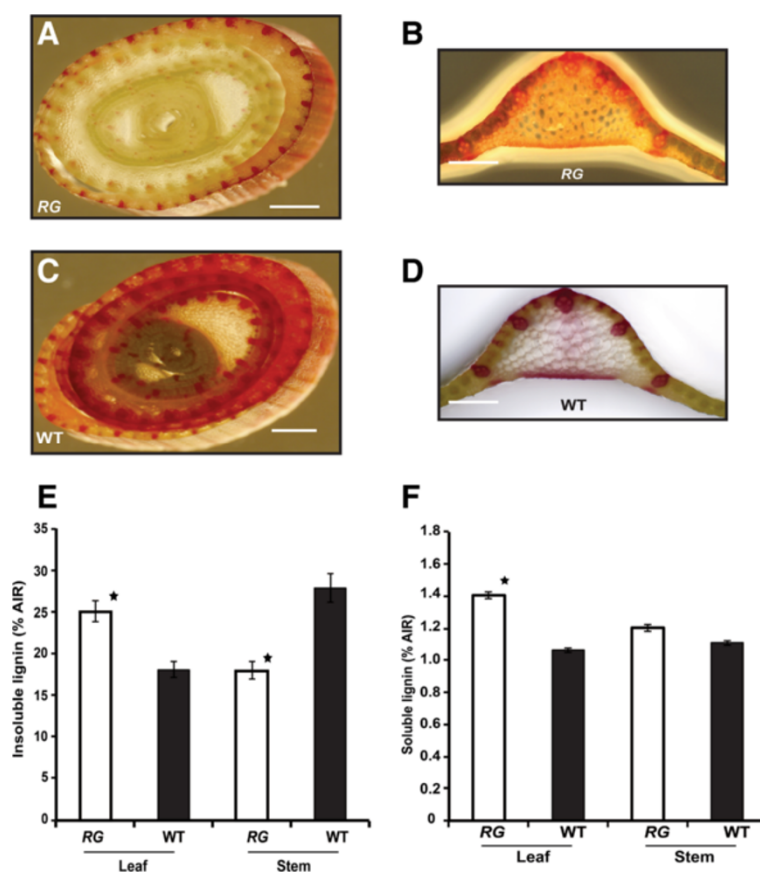 A
RG
B
RG
C
WT
D
WT
E
Insoluble lignin (% AIR)
35
30
25
20
15
10
5
0
RG WT RG WT
Leaf Stem
F
Soluble lignin (% AIR)
1.8
1.6
1.4
1.2
1.0
0.8
0.6
0.4
0.2
0
RG WT RG WT
Leaf Stem